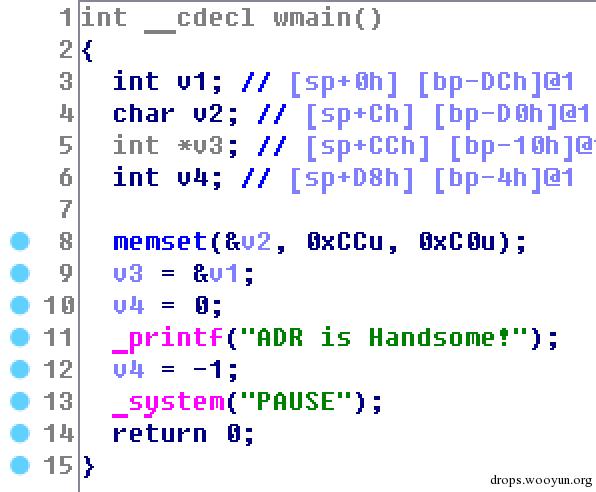 1 int __cdecl wmain()
2 {
3 int v1; // [sp+0h] [bp-DCh]@1
4 char v2; // [sp+Ch] [bp-D0h]@1
5 int *v3; // [sp+CCh] [bp-10h]@
6 int v4; // [sp+D8h] [bp-4h]@1
7
8 memset(&v2, 0xCCu, 0xC0u);
9 v3 = &v1;
10 v4 = 0;
11 _printf("ADR is Handsome!");
12 v4 = -1;
13 _system("PAUSE");
14 return 0;
15 }
drops.wooyun.org